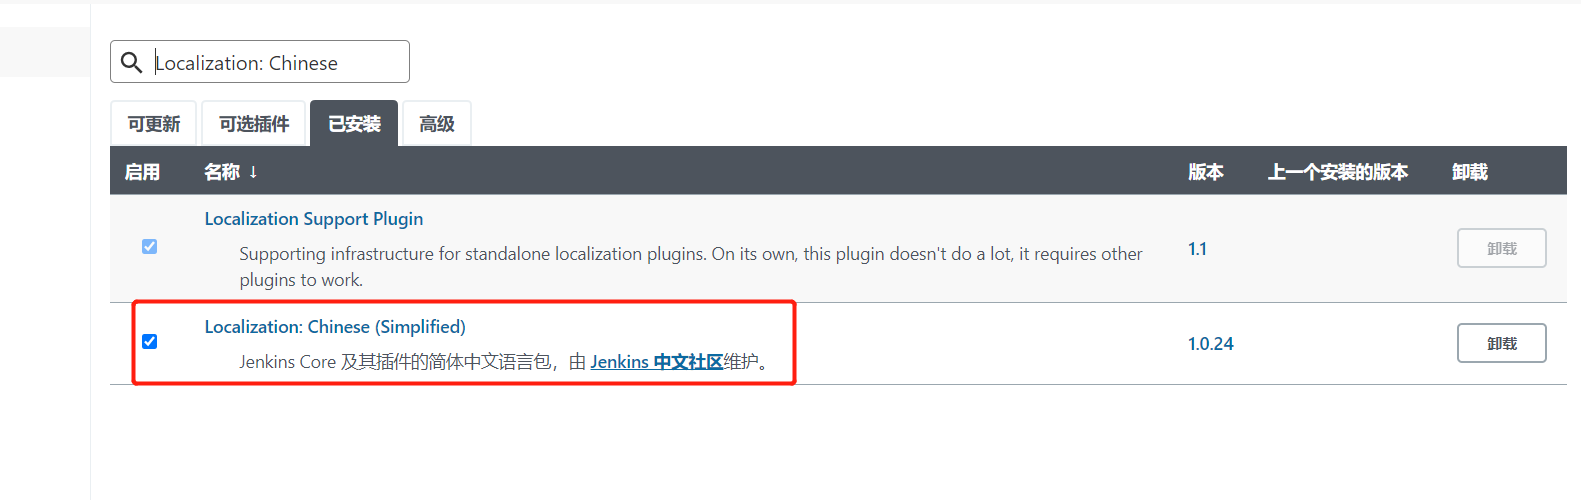 Localization: Chinese
可更新 可选插件 已安装 高级
启用 名称 ↓ 版本 上一个安装的版本 卸载
Localization Support Plugin
Supporting infrastructure for standalone localization plugins. On its own, this plugin doesn't do a lot, it requires other
plugins to work.
1.1 卸载
Localization: Chinese (Simplified)
Jenkins Core 及其插件的简体中文语言包，由 Jenkins 中文社区维护。
1.0.24 卸载